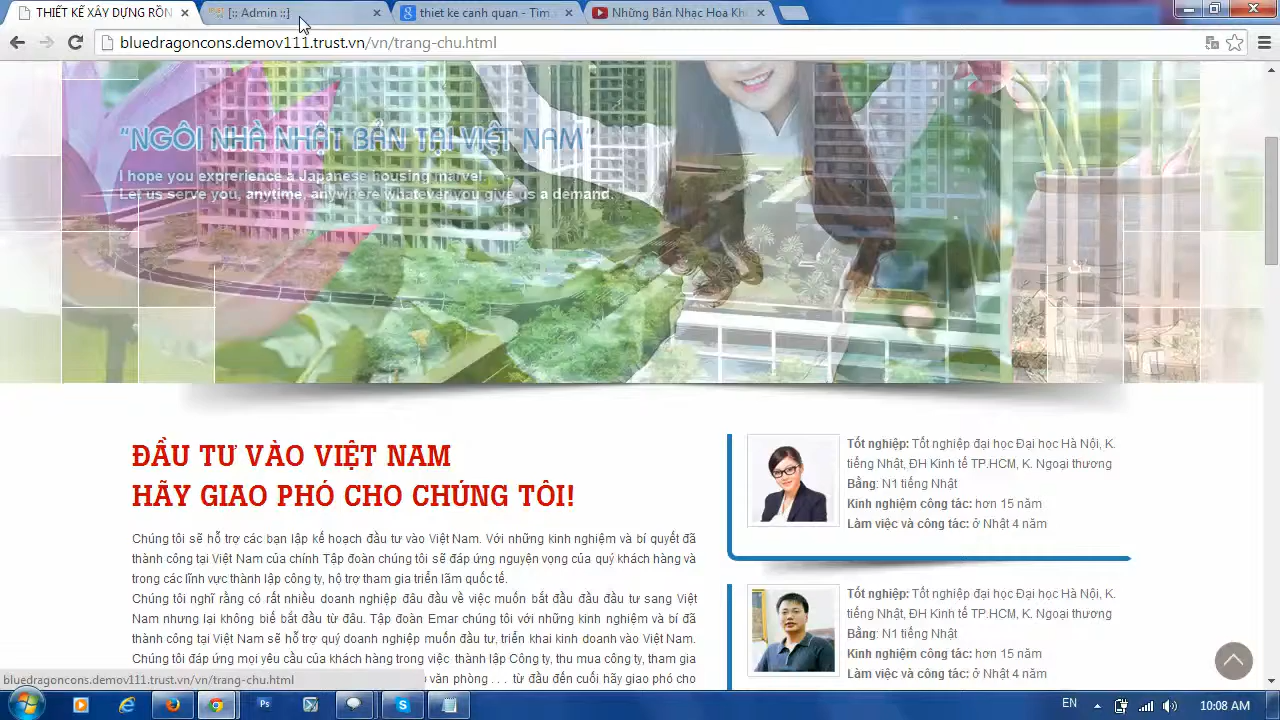 THIẾT KẾ XÂY DỰNG RỒN
[:: Admin ::]
thiet ke canh quan - Tìm
Những Bản Nhạc Hoa Kh
bluedragoncons.demov111.trust.vn/vn/trang-chu.html
“NGÔI NHÀ NHẬT BẢN TẠI VIỆT NAM”
I hope you exprerience a Japanese housing marvel.
Let us serve you, anytime, anywhere whatever you give us a demand.
ĐẦU TƯ VÀO VIỆT NAM
HÃY GIAO PHÓ CHO CHÚNG TÔI!
Chúng tôi sẽ hỗ trợ các bạn lập kế hoạch đầu tư vào Việt Nam. Với những kinh nghiệm và bí quyết đã
thành công tại Việt Nam của chính Tập đoàn chúng tôi sẽ đáp ứng nguyện vọng của quý khách hàng và
trong các lĩnh vực thành lập công ty, hộ trợ tham gia triển lãm quốc tế.
Chúng tôi nghĩ rằng có rất nhiều doanh nghiệp đâu đầu về việc muốn bắt đầu đầu đầu tư sang Việt
Nam nhưng lại không biế bắt đầu từ đâu. Tập đoàn Emar chúng tôi với những kinh nghiệm và bí đã
thành công tại Việt Nam sẽ hỗ trợ quý doanh nghiệp muốn đầu tư, triển khai kinh doanh vào Việt Nam.
Chúng tôi đáp ứng mọi yêu cầu của khách hàng trong việc thành lập Công ty, thu mua công ty, tham gia
văn phòng . . . từ đầu đến cuối hãy giao phó cho
Tốt nghiệp: Tốt nghiệp đại học Đại học Hà Nội, K.
tiếng Nhật, ĐH Kinh tế TP.HCM, K. Ngoại thương
Bằng: N1 tiếng Nhật
Kinh nghiệm công tác: hơn 15 năm
Làm việc và công tác: ở Nhật 4 năm
Tốt nghiệp: Tốt nghiệp đại học Đại học Hà Nội, K.
tiếng Nhật, ĐH Kinh tế TP.HCM, K. Ngoại thương
Bằng: N1 tiếng Nhật
Kinh nghiệm công tác: hơn 15 năm
Làm việc và công tác: ở Nhật 4 năm
bluedragoncons.demov111.trust.vn/vn/trang-chu.html
EN
10:08 AM